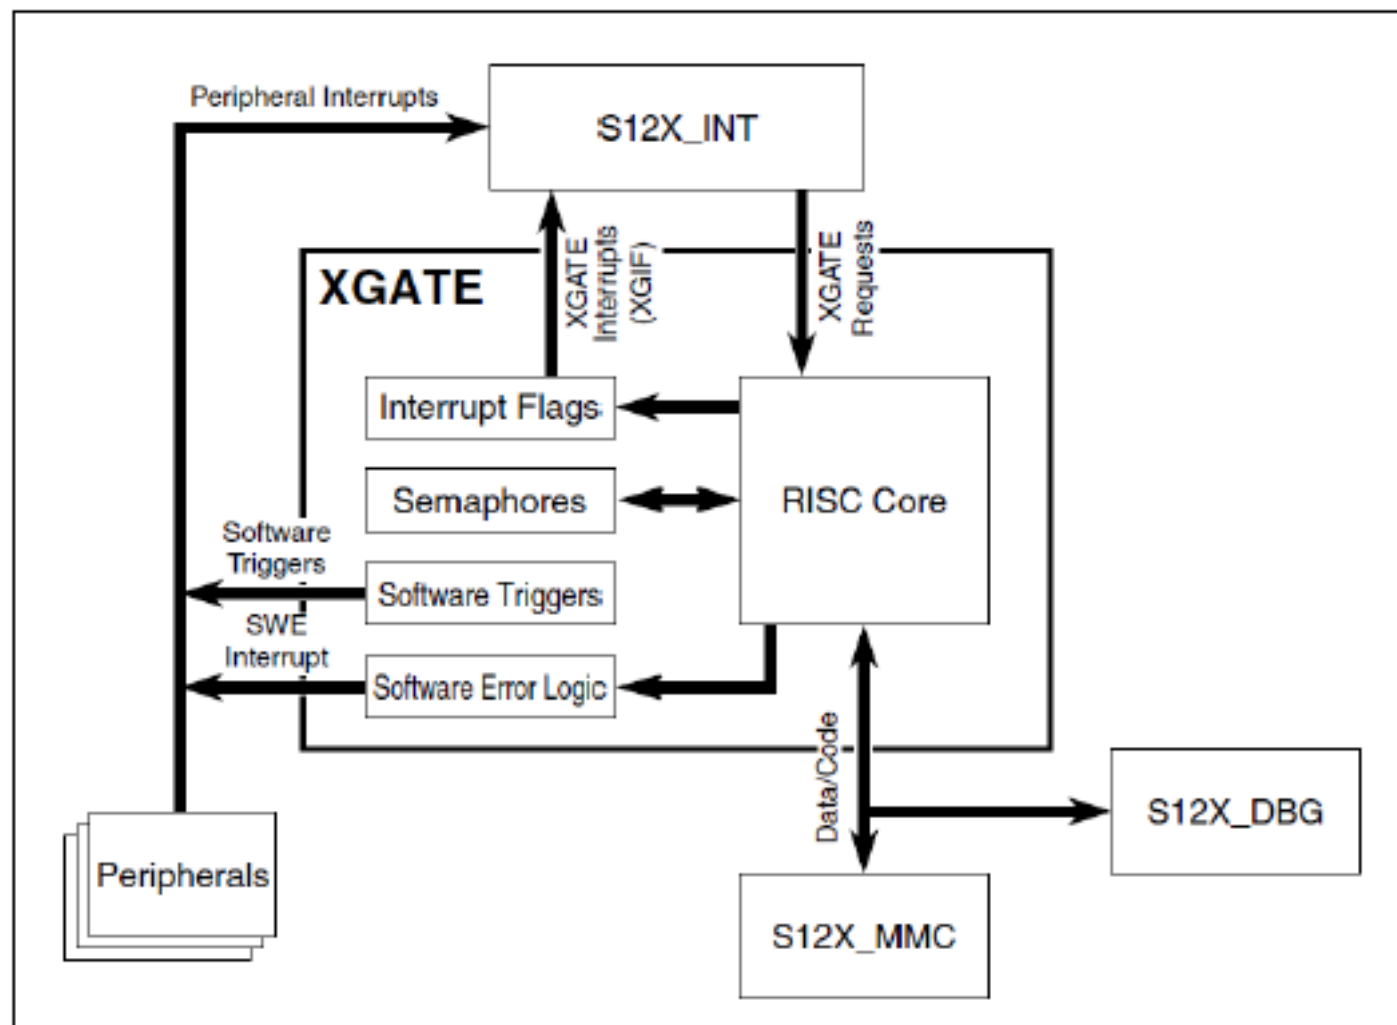 Peripheral Interrupts
S12X_INT
XGATE
Interrupts
(XGIF)
XGATE
Requests
XGATE
Interrupt Flags
Semaphores
RISC Core
Software
Triggers
Software Triggers
SWE
Interrupt
Software Error Logic
Data/Code
S12X_DBG
Peripherals
S12X_MMC